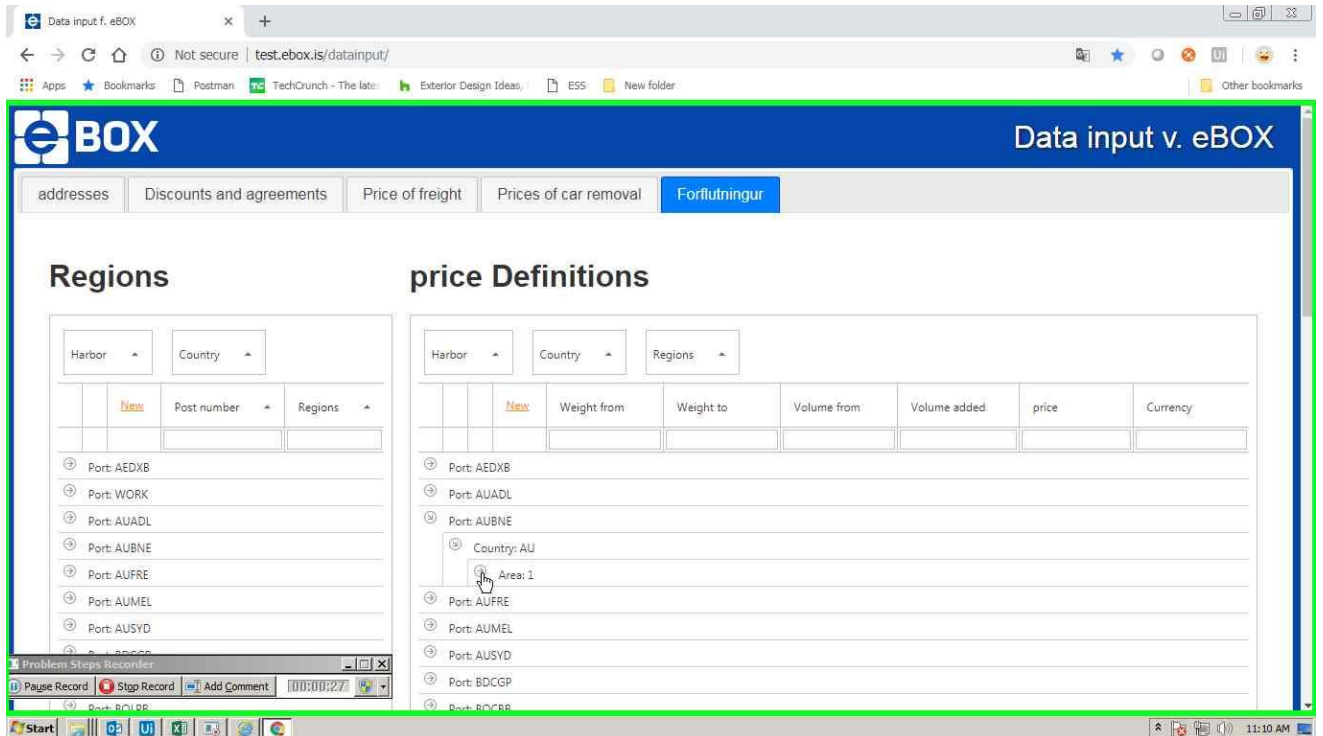 Data input f. eBOX
Not secure | test.ebox.is/datainput/
Apps Bookmarks Postman TC TechCrunch - The lates Exterior Design Ideas, ESS New folder Other bookmarks
e BOX
Data input v. eBOX
addresses Discounts and agreements Price of freight Prices of car removal Forflutningur
Regions price Definitions
Harbor Country Harbor Country Regions
New Post number Regions New Weight from Weight to Volume from Volume added price Currency
Port: AEDXB Port: AEDXB
Port: WORK Port: AUADL
Port: AUADL Port: AUBNE
Port: AUBNE Country: AU
Port: AUFRE Area: 1
Port: AUMEL Port: AUFRE
Port: AUSYD Port: AUMEL
Port: AUSYD
Problem Steps Recorder
Pause Record Stop Record Add Comment 00:00:27 Port: BDCGP
Start Ui 11:10 AM